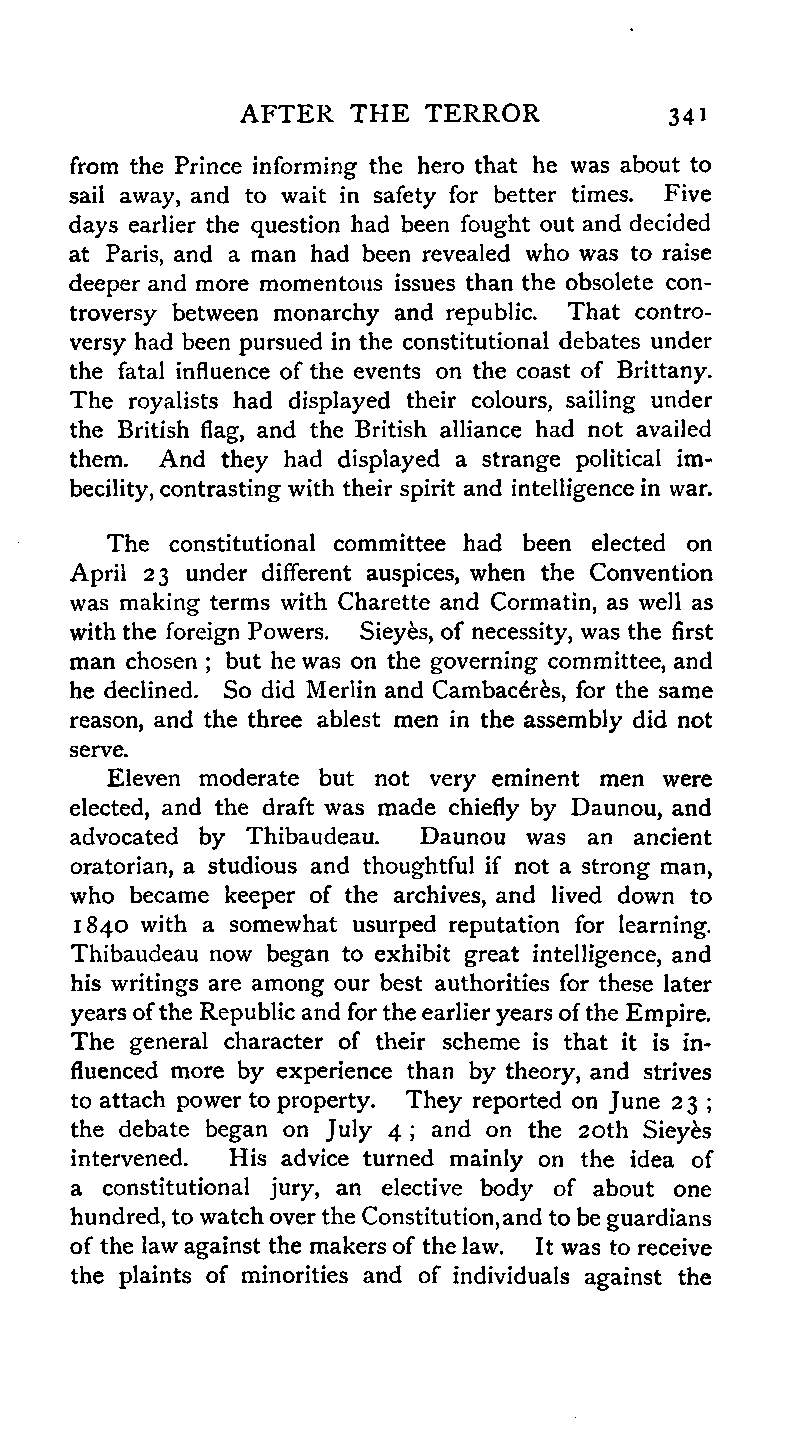 AFTER THE TERROR 341
from the Prince informing the hero that he was about to
sail away, and to wait in safety for better times. Five
days earlier the question had been fought out and decided
at Paris, and a man had been revealed who was to raise
deeper and more momentous issues than the obsolete con-
troversy between monarchy and republic. That contro-
versy had been pursued in the constitutional debates under
the fatal influence of the events on the coast of Brittany.
The royalists had displayed their colours, sailing under
the British flag, and the British alliance had not availed
them. And they had displayed a strange political im-
becility, contrasting with their spirit and intelligence in war.
The constitutional committee had been elected on
April 23 under different auspices, when the Convention
was making terms with Charette and Cormatin, as well as
with the foreign Powers. Sieyès, of necessity, was the first
man chosen ; but he was on the governing committee, and
he declined. So did Merlin and Cambacérès, for the same
reason, and the three ablest men in the assembly did not
serve.
Eleven moderate but not very eminent men were
elected, and the draft was made chiefly by Daunou, and
advocated by Thibaudeau. Daunou was an ancient
oratorian, a studious and thoughtful if not a strong man,
who became keeper of the archives, and lived down to
1840 with a somewhat usurped reputation for learning.
Thibaudeau now began to exhibit great intelligence, and
his writings are among our best authorities for these later
years of the Republic and for the earlier years of the Empire.
The general character of their scheme is that it is in-
fluenced more by experience than by theory, and strives
to attach power to property. They reported on June 23 ;
the debate began on July 4 ; and on the 20th Sieyès
intervened. His advice turned mainly on the idea of
a constitutional jury, an elective body of about one
hundred, to watch over the Constitution, and to be guardians
of the law against the makers of the law. It was to receive
the plaints of minorities and of individuals against the